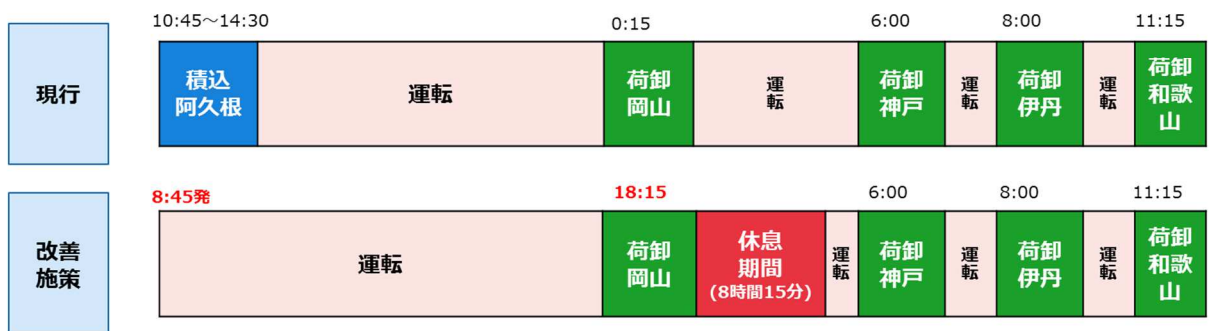 10:45～14:30
0:15
6:00
8:00
11:15
現行
積込
阿久根
運転
荷卸
岡山
運転
荷卸
神戸
運転
荷卸
伊丹
運転
荷卸
和歌
山
8:45発
18:15
6:00
8:00
11:15
改善
施策
運転
荷卸
岡山
休息
期間
(8時間15分)
運転
荷卸
神戸
運転
荷卸
伊丹
運転
荷卸
和歌
山